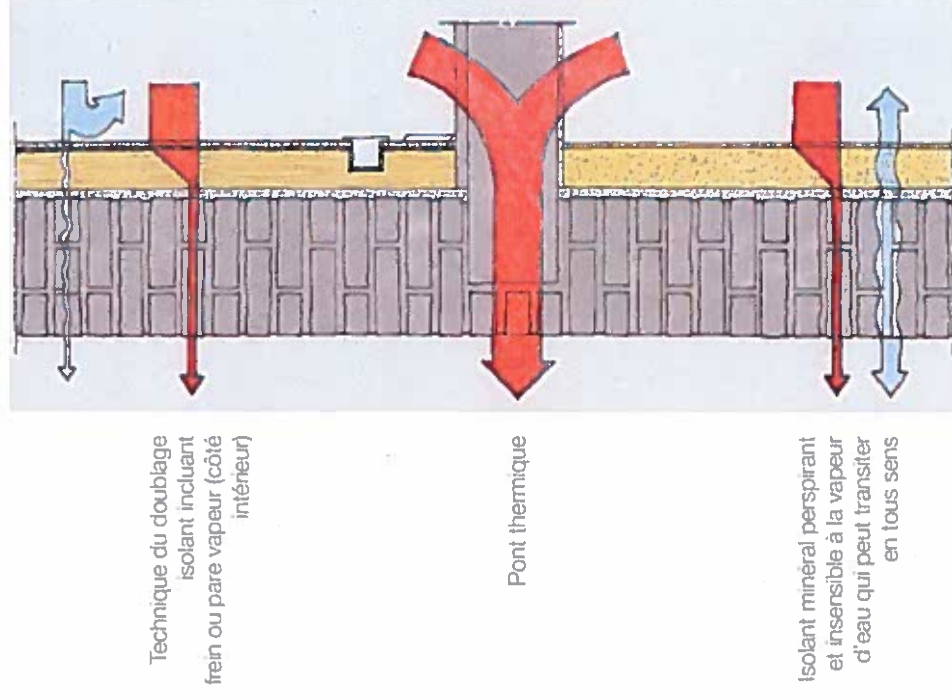 Technique du doublage
isolant incluant
frein ou pare vapeur (côté
intérieur)
Pont thermique
Isolant minéral perspirant
et insensible à la vapeur
d'eau qui peut transiter
en tous sens